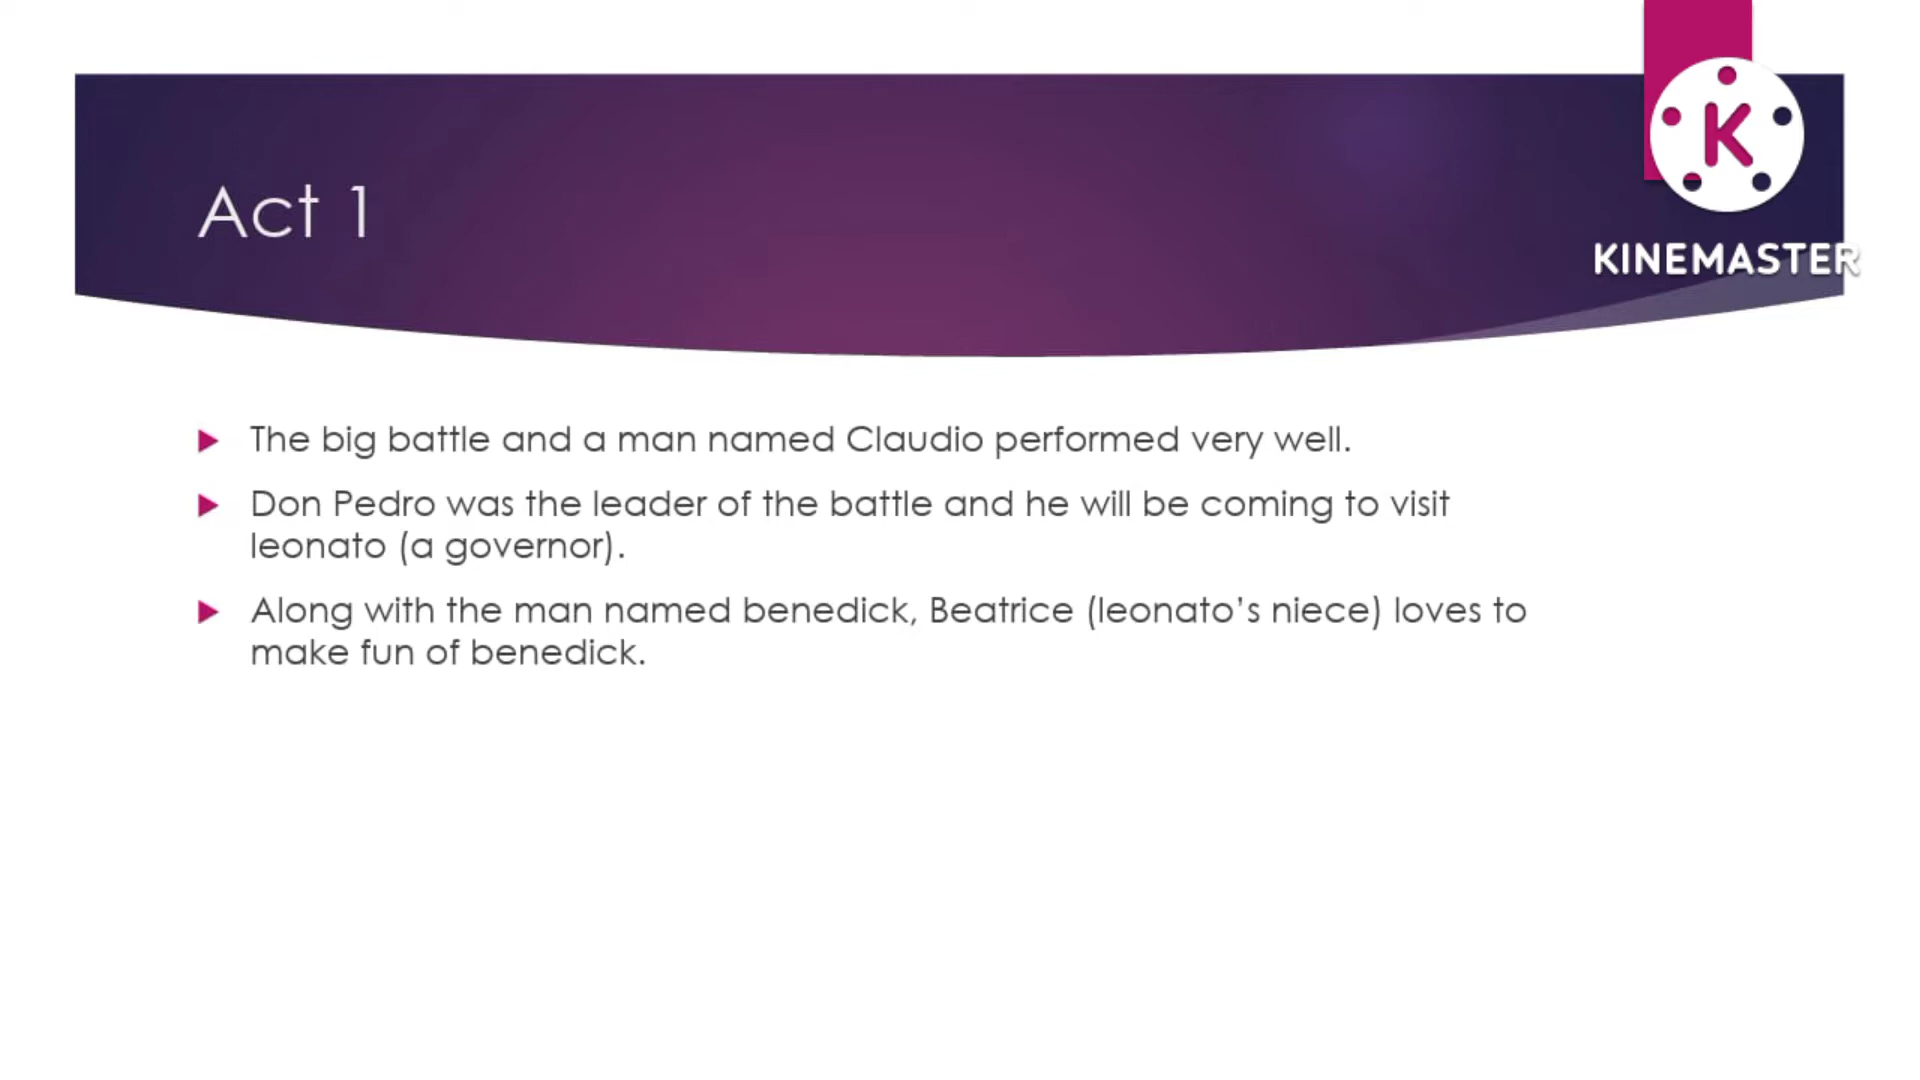 Act 1
K
KINEMASTER
The big battle and a man named Claudio performed very well.
Don Pedro was the leader of the battle and he will be coming to visit
leonato (a governor).
Along with the man named benedick, Beatrice (leonato’s niece) loves to
make fun of benedick.